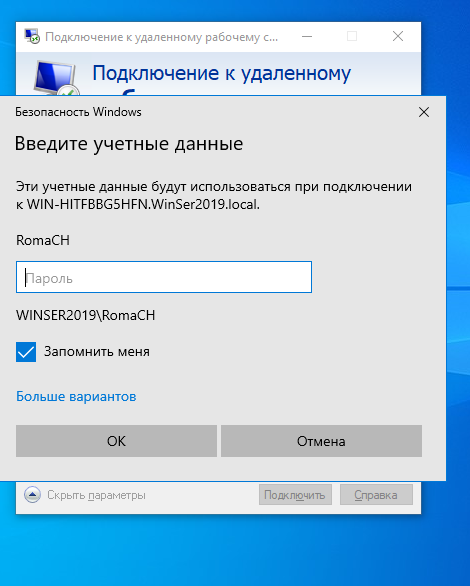 Подключение к удаленному рабочему с...
Подключение к удаленному
Безопасность Windows
Введите учетные данные
Эти учетные данные будут использоваться при подключении
к WIN-HITFBBG5HFN.WinSer2019.local.
RomaCH
Пароль
WINSER2019\RomaCH
Запомнить меня
Больше вариантов
OK
Отмена
Скрыть параметры
Подключить
Справка